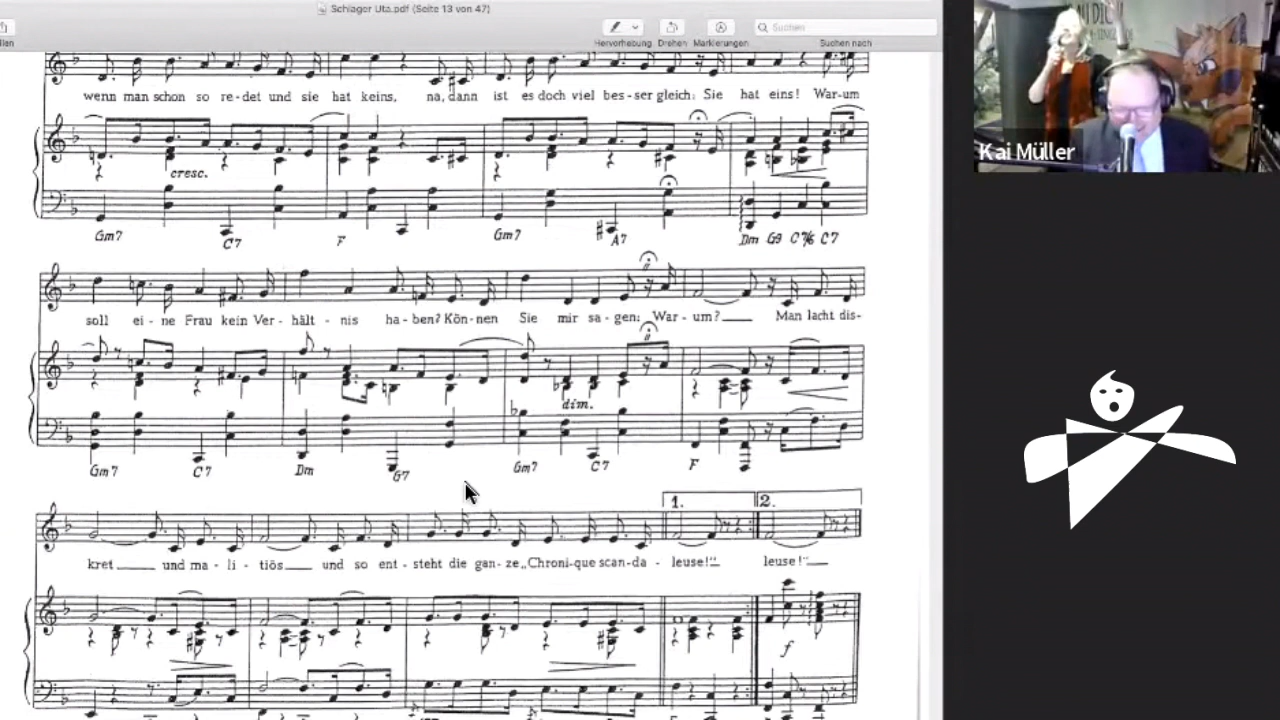 Schlager Uta.pdf (Seite 13 von 47)
Suchen
Hervorhebung Drehen Markierungen Suchen nach
wenn man schon so re-det und sie hat keins, na, dann ist es doch viel bes-ser gleich: Sie hat eins! War-um
cresc.
Gm7 C7 F Gm7 A7 Dm G9 C7/6 C7
soll ei-ne Frau kein Ver-hält-nis ha-ben? Kön-nen Sie mir sa-gen: War-um? Man lacht dis-
dim.
Gm7 C7 Dm G7 Gm7 C7 F
1. 2.
kret und ma-li-tiös und so ent-steht die gan-ze „Chroni-que scan-da-leuse!“ leuse!“
f
Kai Müller